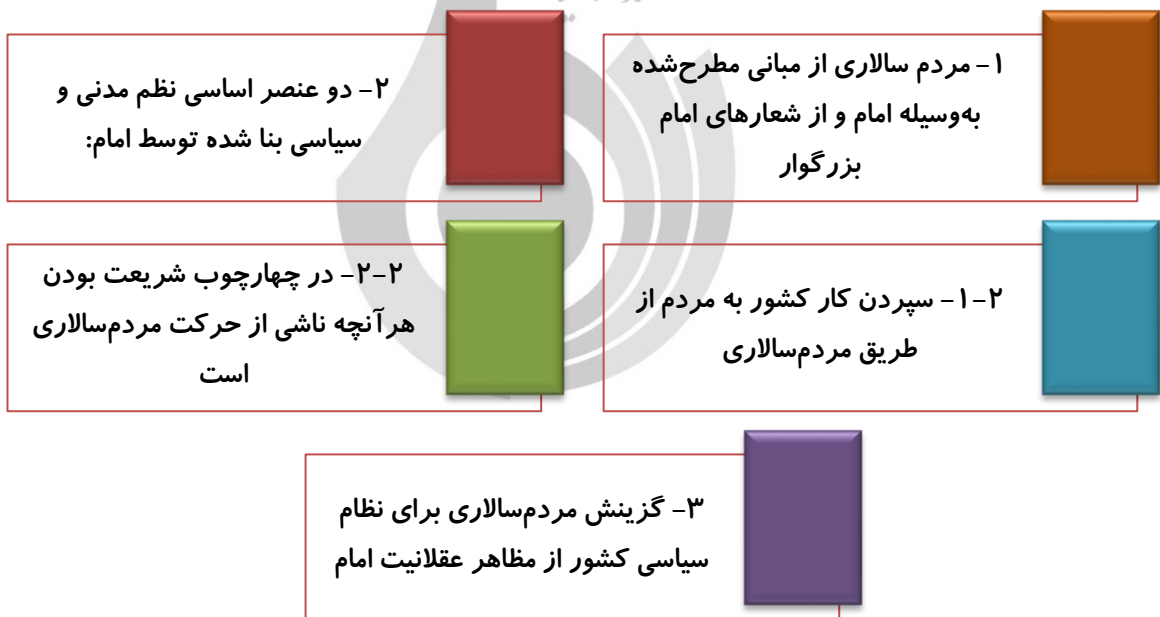 ۱- مردم سالاری از مبانی مطرح‌شده
به‌وسیله امام و از شعارهای امام
بزرگوار
۲- دو عنصر اساسی نظم مدنی و
سیاسی بنا شده توسط امام:
۲-۱- سپردن کار کشور به مردم از
طریق مردم‌سالاری
۲-۲- در چهارچوب شریعت بودن
هرآنچه ناشی از حرکت مردم‌سالاری
است
۳- گزینش مردم‌سالاری برای نظام
سیاسی کشور از مظاهر عقلانیت امام